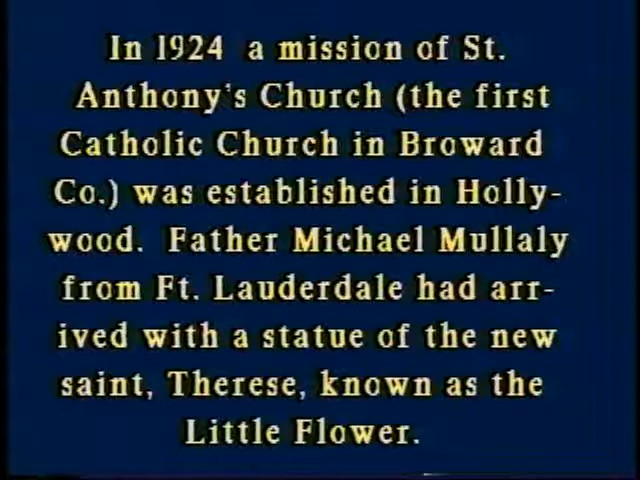 In 1924 a mission of St.
Anthony's Church (the first
Catholic Church in Broward
Co.) was established in Holly-
wood. Father Michael Mullaly
from Ft. Lauderdale had arr-
ived with a statue of the new
saint, Therese, known as the
Little Flower.